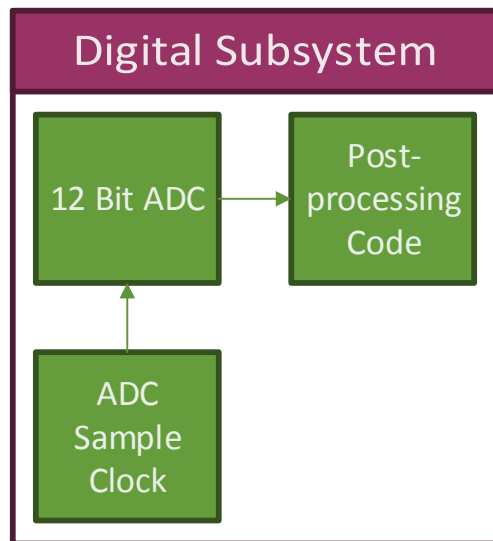 Digital Subsystem
12 Bit ADC
Post-
processing
Code
ADC
Sample
Clock